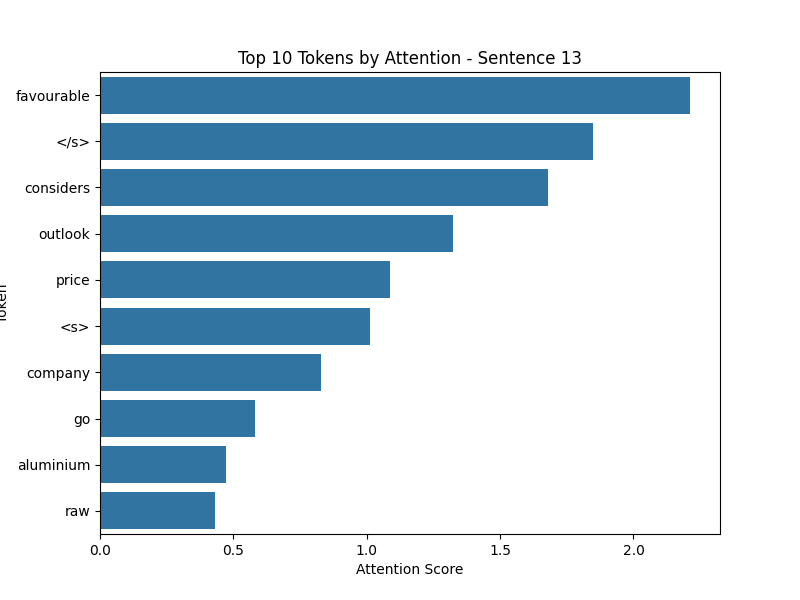 Top 10 Tokens by Attention - Sentence 13
favourable
</s>
considers
outlook
price
<s>
company
go
aluminium
raw
Token
0.0 0.5 1.0 1.5 2.0
Attention Score